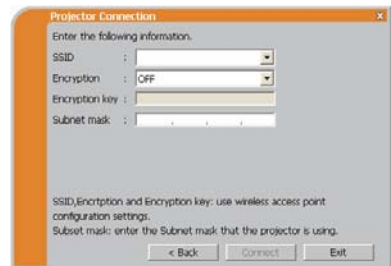 Projector Connection X
Enter the following information.
SSID :
Encryption : OFF
Encryption key :
Subnet mask : . . .
SSID,Encrtption and Encryption key: use wireless access point
configuration settings.
Subset mask: enter the Subnet mask that the projector is using.
< Back Connect Exit